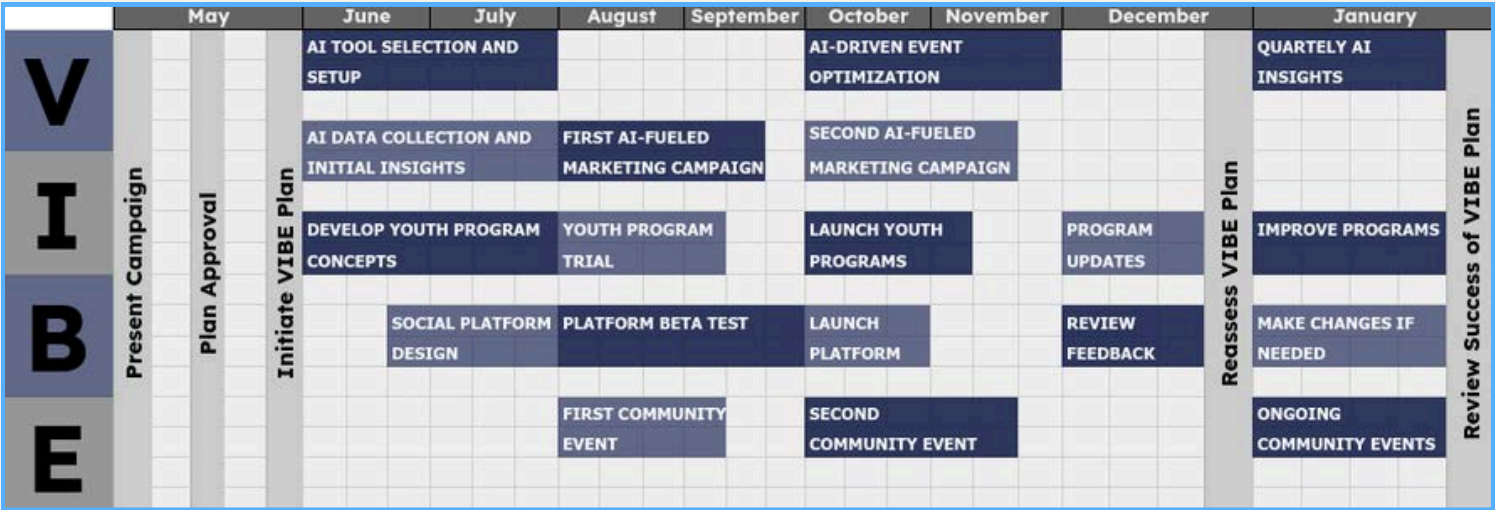 May June July August September October November December January
V
I
B
E
Present Campaign
Plan Approval
Initiate VIBE Plan
AI TOOL SELECTION AND
SETUP
AI-DRIVEN EVENT
OPTIMIZATION
QUARTELY AI
INSIGHTS
AI DATA COLLECTION AND
INITIAL INSIGHTS
FIRST AI-FUELED
MARKETING CAMPAIGN
SECOND AI-FUELED
MARKETING CAMPAIGN
DEVELOP YOUTH PROGRAM
CONCEPTS
YOUTH PROGRAM
TRIAL
LAUNCH YOUTH
PROGRAMS
PROGRAM
UPDATES
IMPROVE PROGRAMS
SOCIAL PLATFORM
DESIGN
PLATFORM BETA TEST
LAUNCH
PLATFORM
REVIEW
FEEDBACK
MAKE CHANGES IF
NEEDED
FIRST COMMUNITY
EVENT
SECOND
COMMUNITY EVENT
ONGOING
COMMUNITY EVENTS
Reassess VIBE Plan
Review Success of VIBE Plan